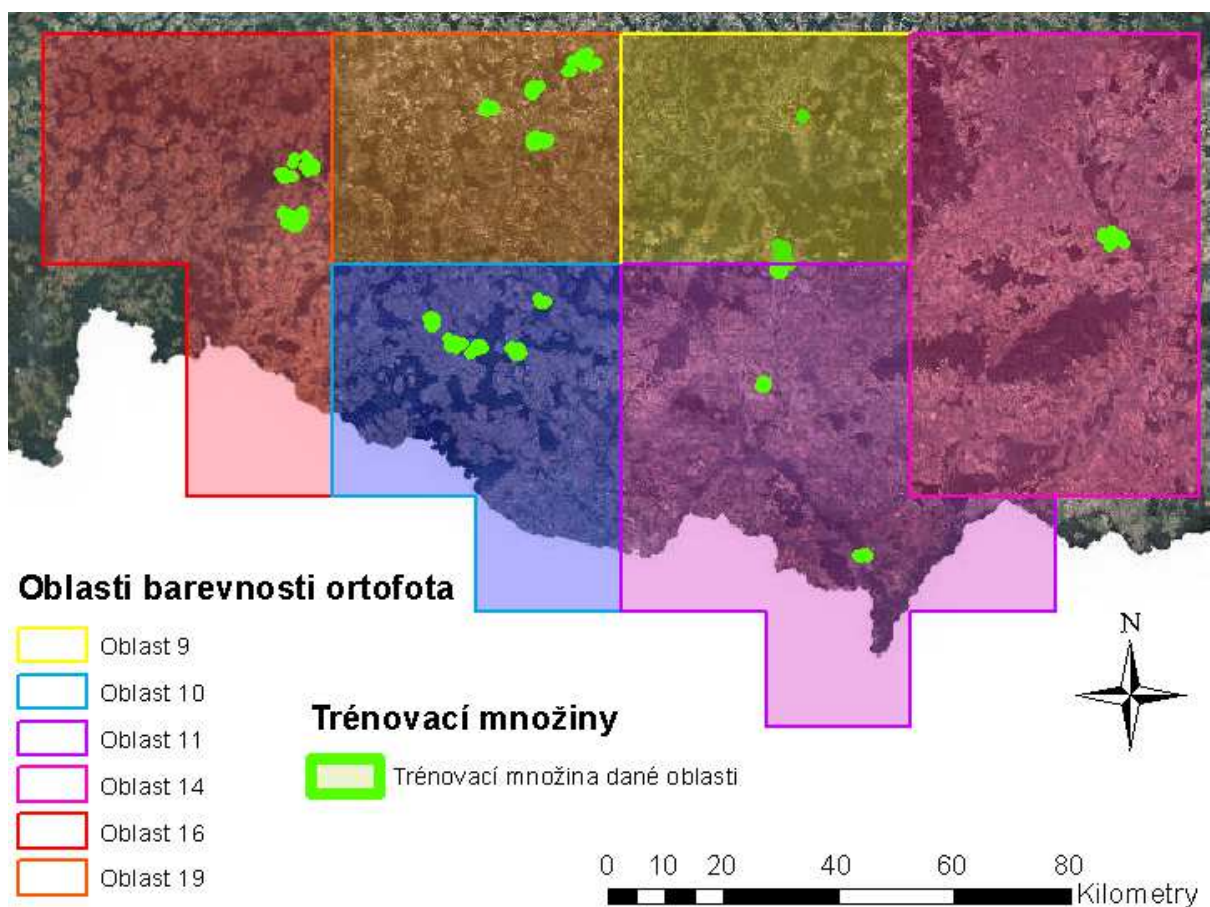 Oblasti barevnosti ortofota
Oblast 9
Oblast 10
Oblast 11
Oblast 14
Oblast 16
Oblast 19
Trénovací množiny
Trénovací množina dané oblasti
N
0 10 20 40 60 80
Kilometry